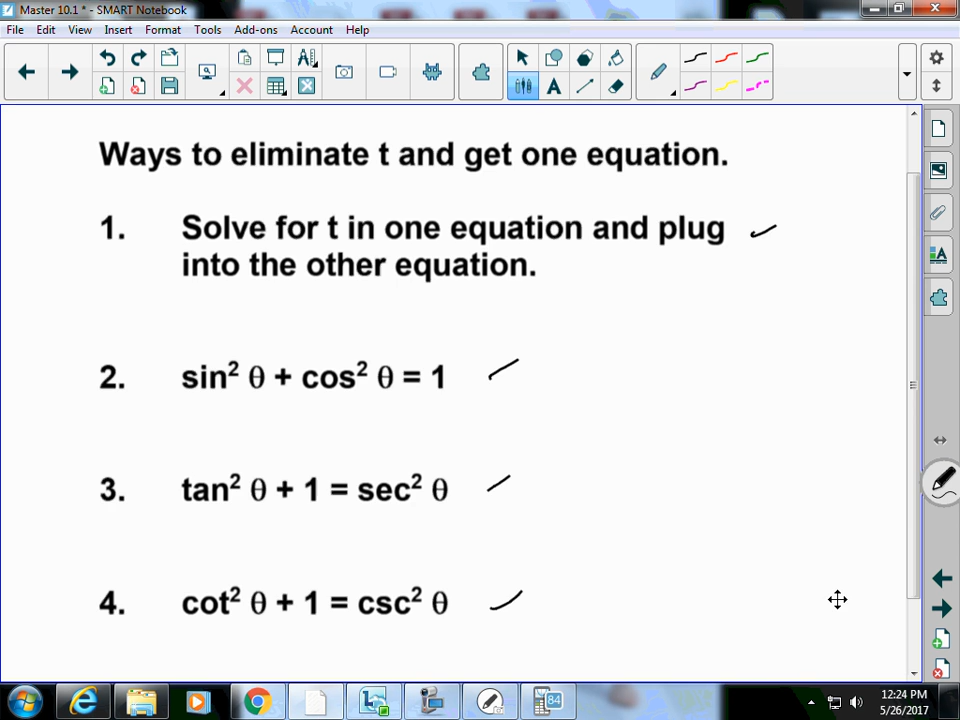 Master 10.1 * - SMART Notebook
File Edit View Insert Format Tools Add-ons Account Help
Ways to eliminate t and get one equation.
1. Solve for t in one equation and plug
into the other equation.
2. sin² θ + cos² θ = 1
3. tan² θ + 1 = sec² θ
4. cot² θ + 1 = csc² θ
84
12:24 PM
5/26/2017